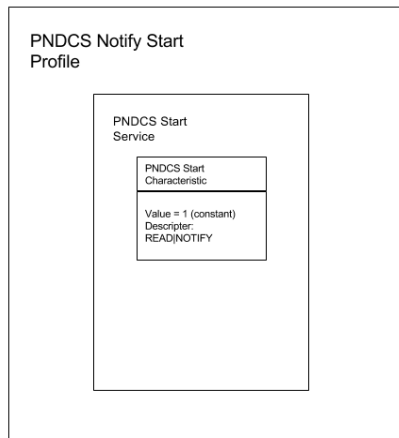 PNDCS Notify Start
Profile
PNDCS Start
Service
PNDCS Start
Characteristic
Value = 1 (constant)
Descripter:
READ|NOTIFY